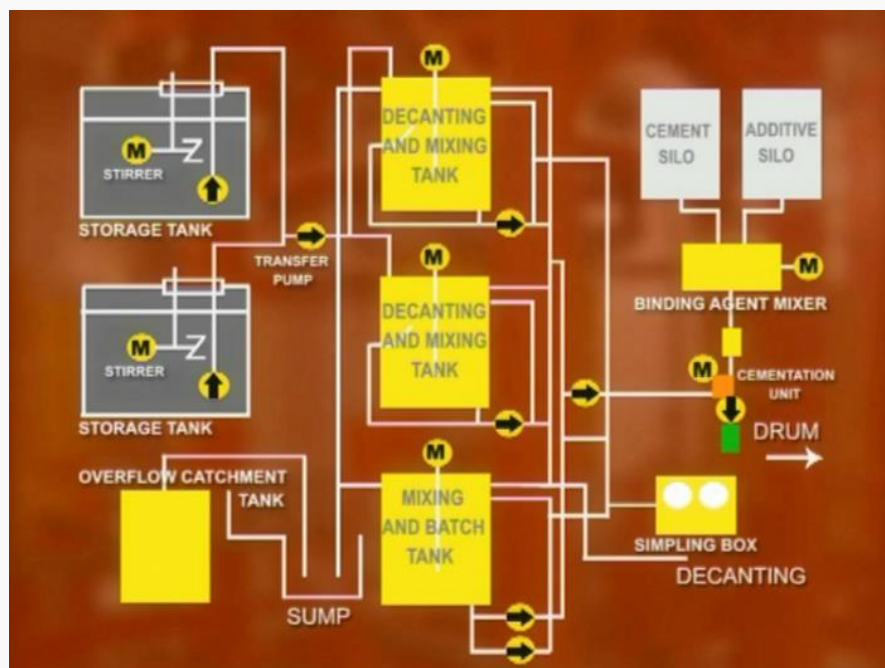 M
DECANTING
AND MIXING
TANK
CEMENT
SILO
ADDITIVE
SILO
M
STIRRER
STORAGE TANK
TRANSFER
PUMP
M
DECANTING
AND MIXING
TANK
M
BINDING AGENT MIXER
M
STIRRER
STORAGE TANK
M
CEMENTATION
UNIT
DRUM
OVERFLOW CATCHMENT
TANK
M
MIXING
AND BATCH
TANK
SIMPLING BOX
DECANTING
SUMP